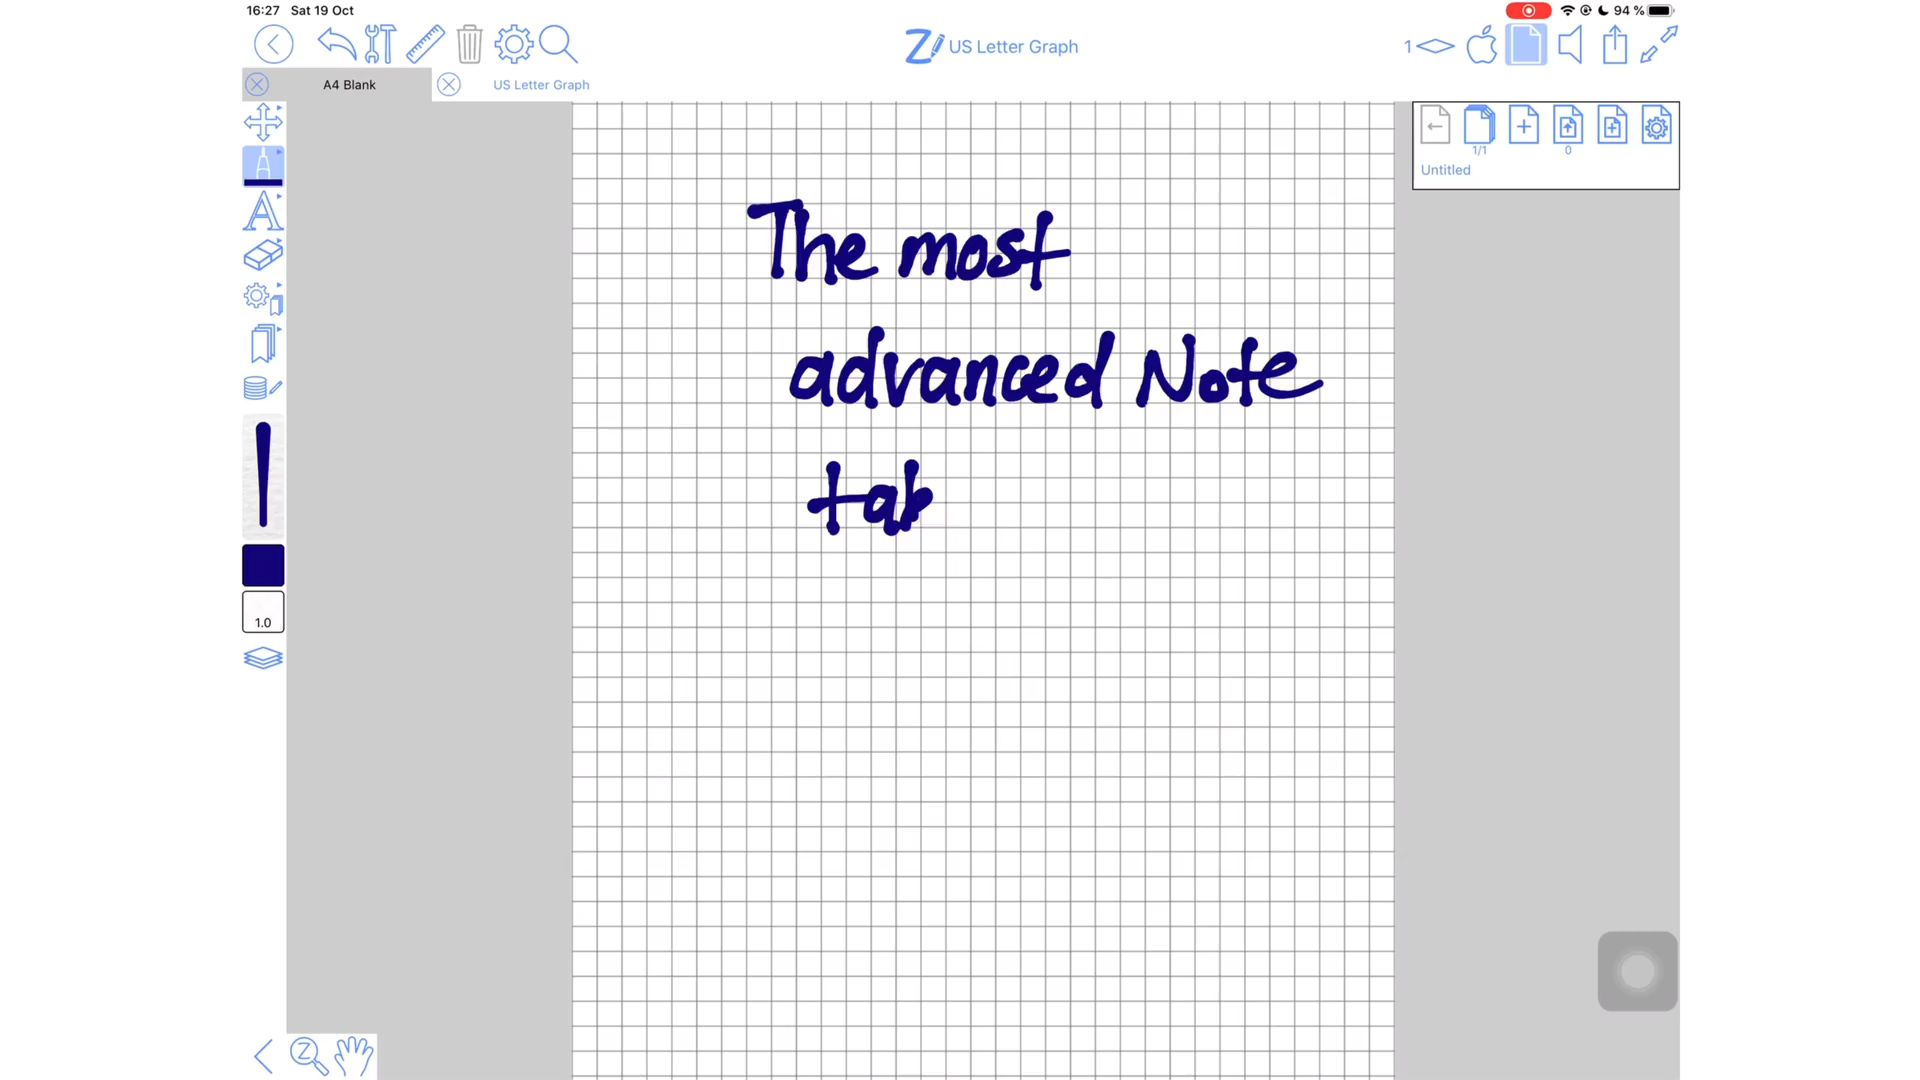 16:27 Sat 19 Oct
94 %
US Letter Graph
1
A4 Blank
US Letter Graph
1/1
0
Untitled
The most
advanced Note
tab
1.0